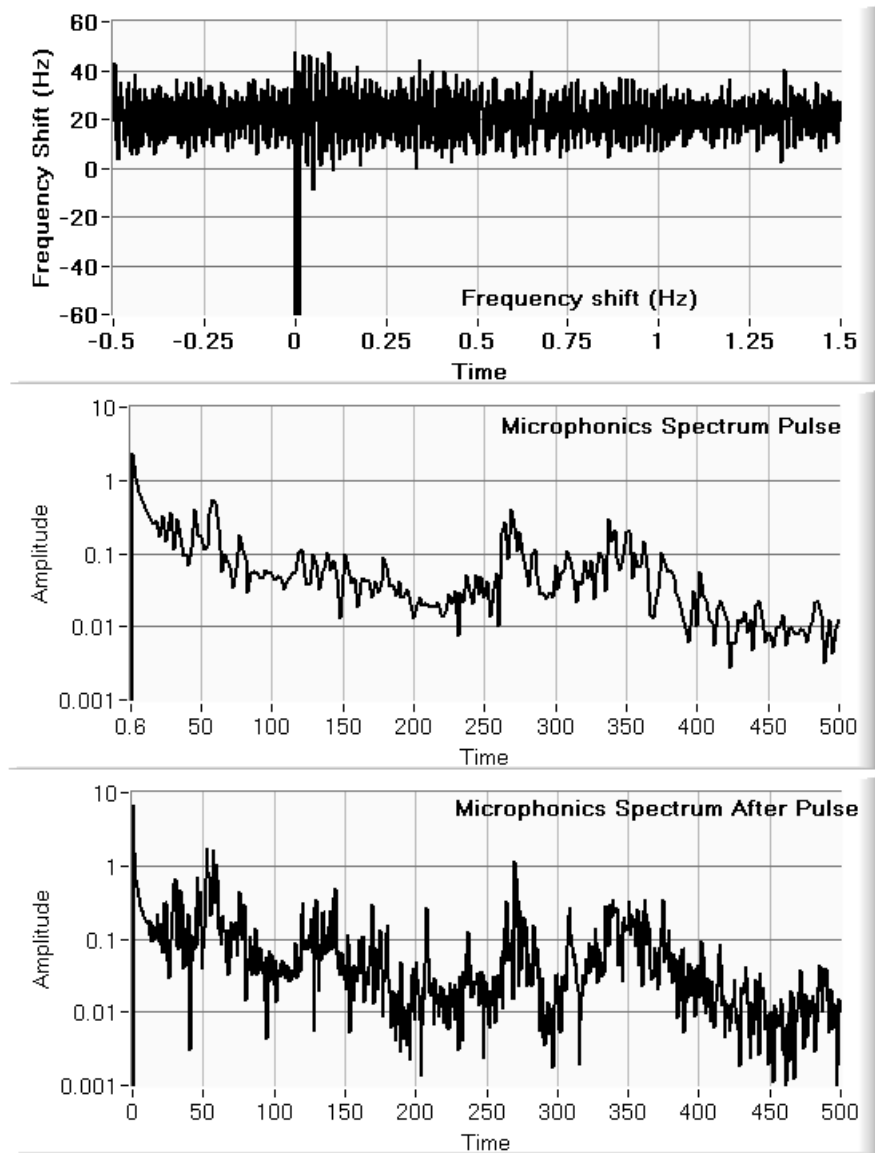 60
40
20
0
-20
-40
-60
Frequency Shift (Hz)
Frequency shift (Hz)
-0.5 -0.25 0 0.25 0.5 0.75 1 1.25 1.5
Time
Microphonics Spectrum Pulse
10
1
0.1
0.01
0.001
Amplitude
0.6 50 100 150 200 250 300 350 400 450 500
Time
Microphonics Spectrum After Pulse
10
1
0.1
0.01
0.001
Amplitude
0 50 100 150 200 250 300 350 400 450 500
Time